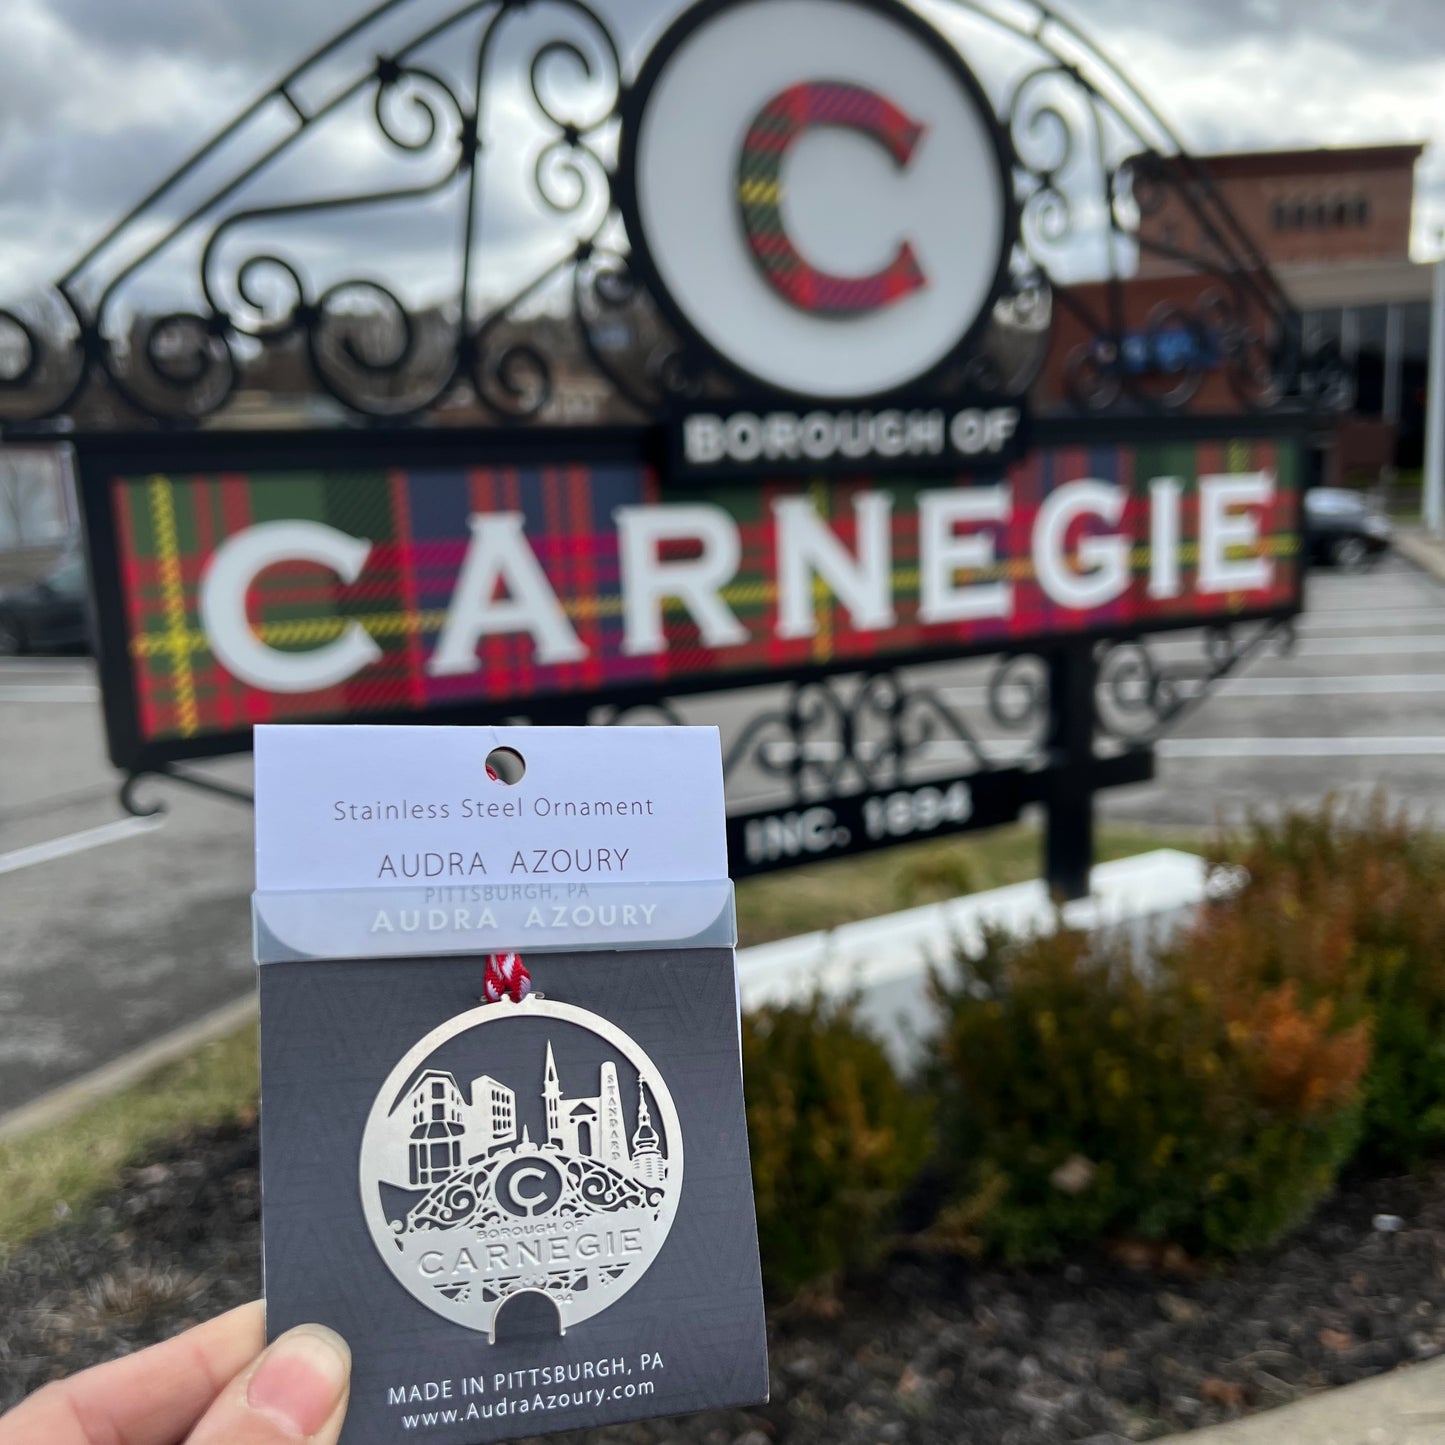 C
BOROUGH OF
CARNEGIE
INC. 1894
Stainless Steel Ornament
AUDRA AZOURY
PITTSBURGH, PA
AUDRA AZOURY
STANDARD
C
BOROUGH OF
CARNEGIE
94
MADE IN PITTSBURGH, PA
www.AudraAzoury.com